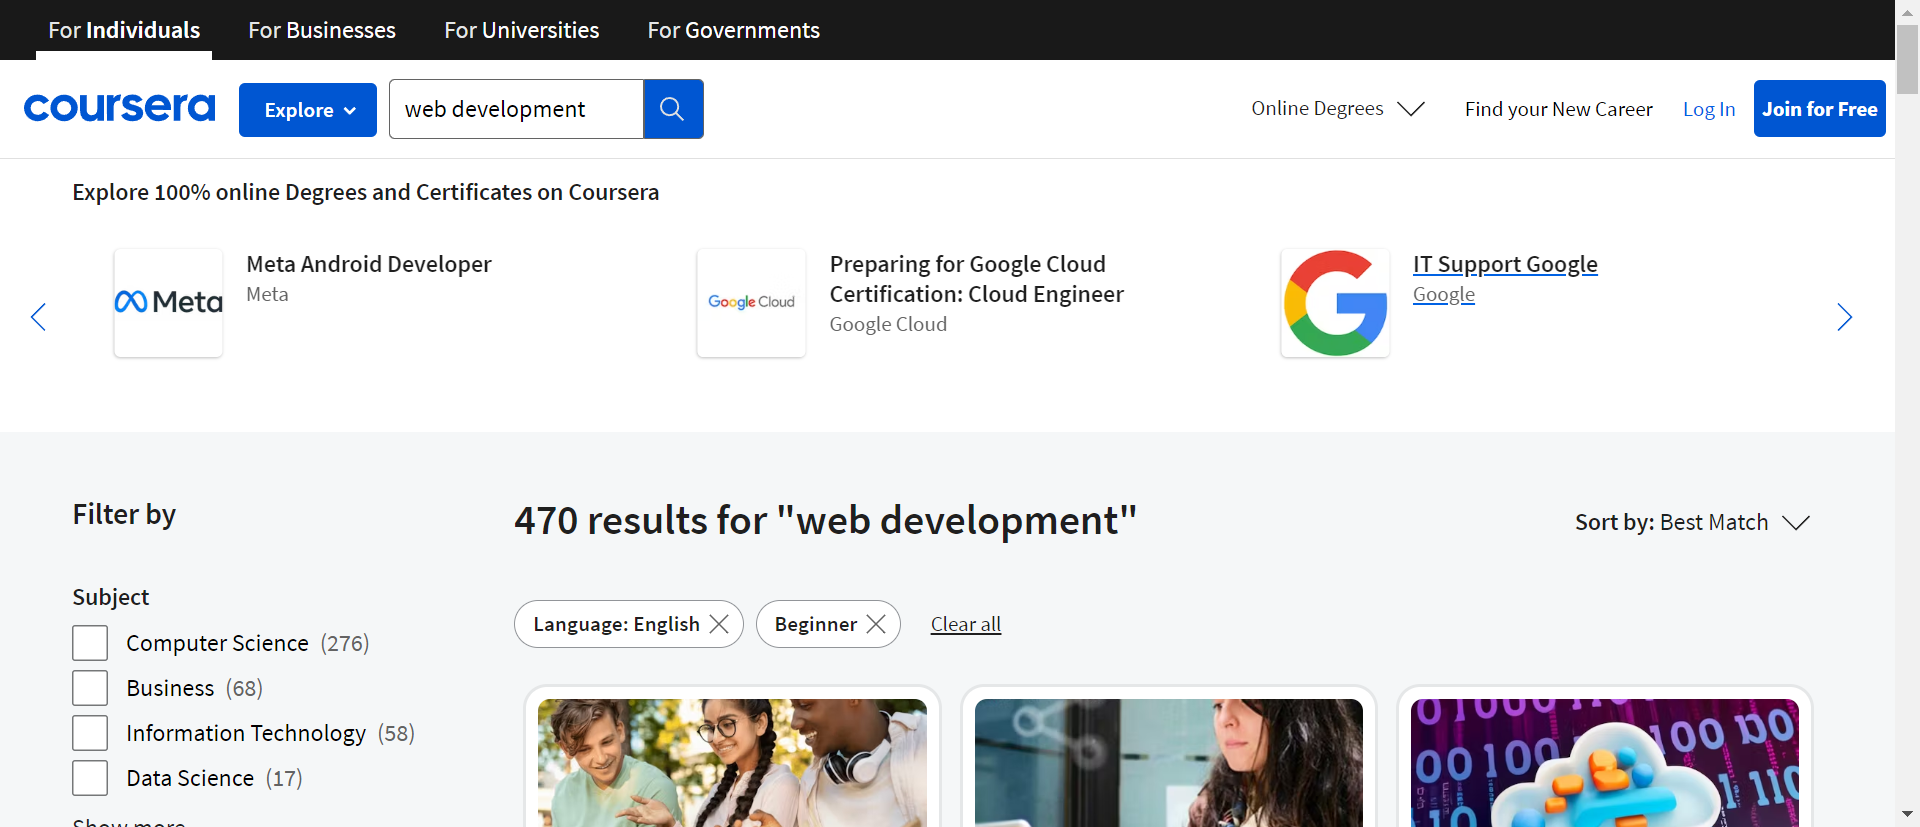 For Individuals
For Businesses
For Universities
For Governments
coursera
Explore
web development
Online Degrees
Find your New Career
Log In
Join for Free
Explore 100% online Degrees and Certificates on Coursera
Meta
Meta Android Developer
Meta
Google Cloud
Preparing for Google Cloud
Certification: Cloud Engineer
Google Cloud
IT Support Google
Google
Filter by
470 results for "web development"
Sort by: Best Match
Subject
Computer Science (276)
Business (68)
Information Technology (58)
Data Science (17)
Show more
Language: English
Beginner
Clear all